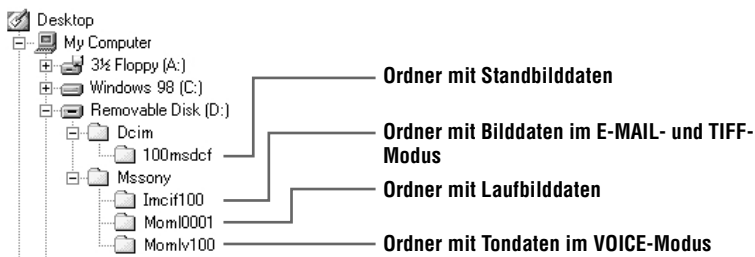 Desktop
My Computer
3½ Floppy (A:)
Windows 98 (C:)
Removable Disk (D:)
Dcim
100msdcf
Mssony
Imcif100
Moml0001
Momlv100
Ordner mit Standbilddaten
Ordner mit Bilddaten im E-MAIL- und TIFF-
Modus
Ordner mit Laufbilddaten
Ordner mit Tondaten im VOICE-Modus